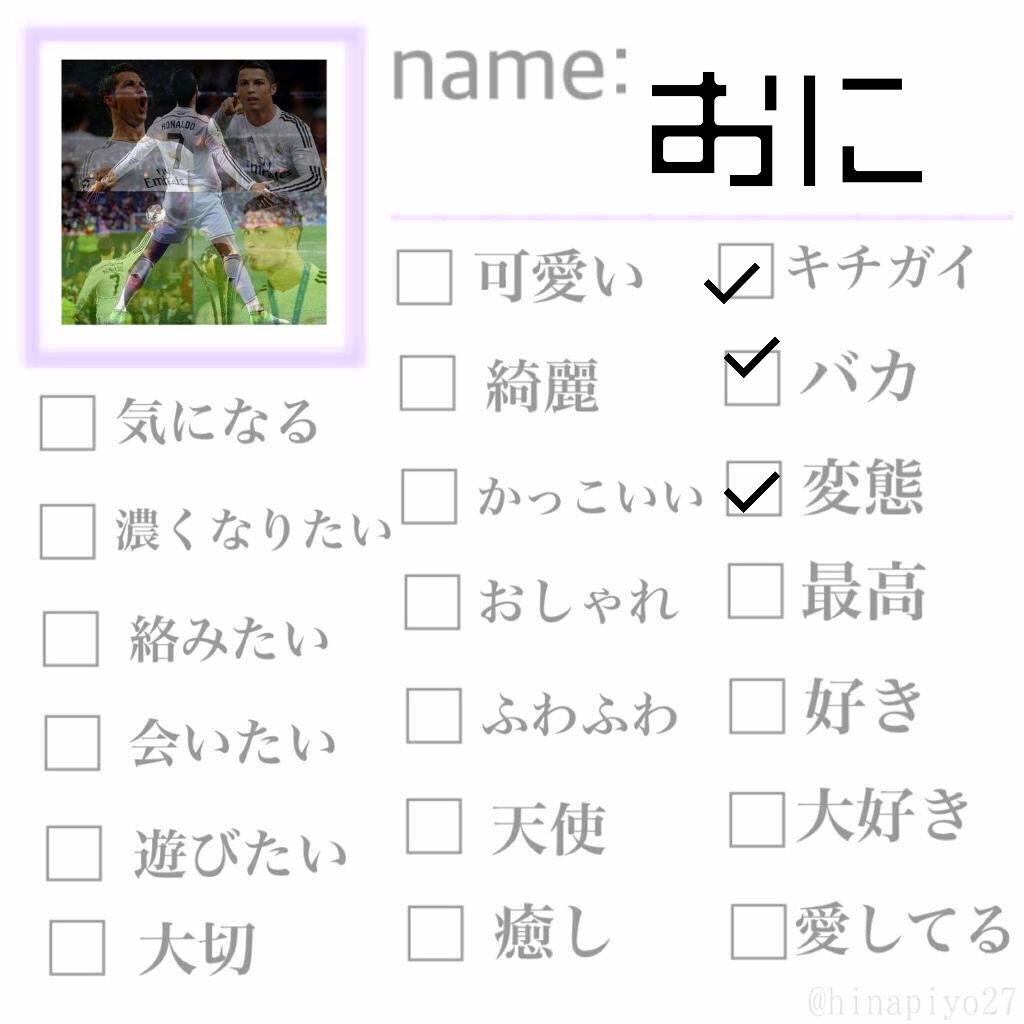 name: おに
RONALDO
7
Fly
Emirates
Emirates
7
可愛い
綺麗
かっこいい
おしゃれ
ふわふわ
天使
癒し
キチガイ
バカ
変態
最高
好き
大好き
愛してる
気になる
濃くなりたい
絡みたい
会いたい
遊びたい
大切
@hinapiyo27